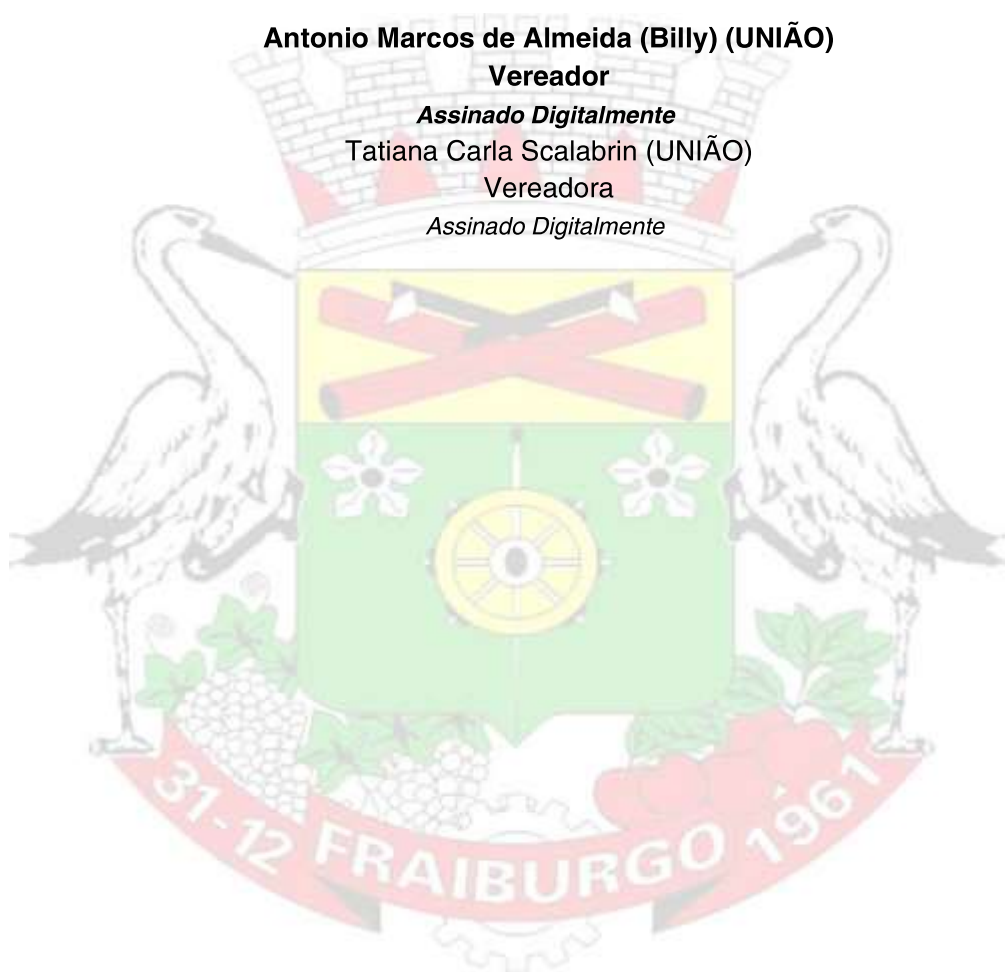 Antonio Marcos de Almeida (Billy) (UNIÃO)
Vereador
Assinado Digitalmente
Tatiana Carla Scalabrin (UNIÃO)
Vereadora
Assinado Digitalmente
31-12 FRAIBURGO 1961